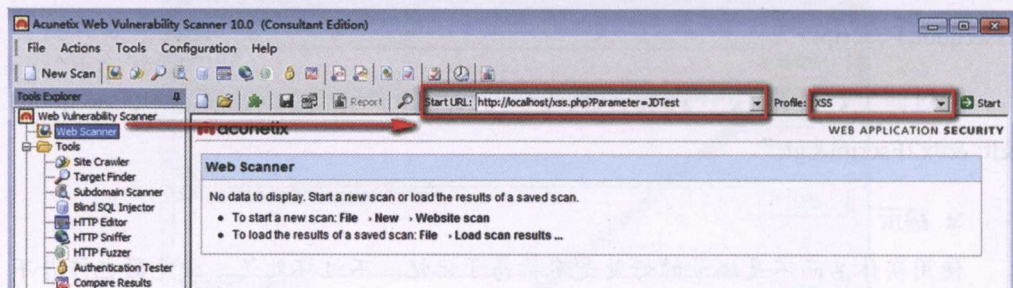 Acunetix Web Vulnerability Scanner 10.0 (Consultant Edition)
File Actions Tools Configuration Help
New Scan
Tools Explorer
Report
Start URL: http://localhost/xss.php?Parameter=JDTest
Profile: XSS
Start
Web Vulnerability Scanner
Web Scanner
Tools
Site Crawler
Target Finder
Subdomain Scanner
Blind SQL Injector
HTTP Editor
HTTP Sniffer
HTTP Fuzzer
Authentication Tester
Compare Results
acunetix
WEB APPLICATION SECURITY
Web Scanner
No data to display. Start a new scan or load the results of a saved scan.
• To start a new scan: File → New → Website scan
• To load the results of a saved scan: File → Load scan results ...